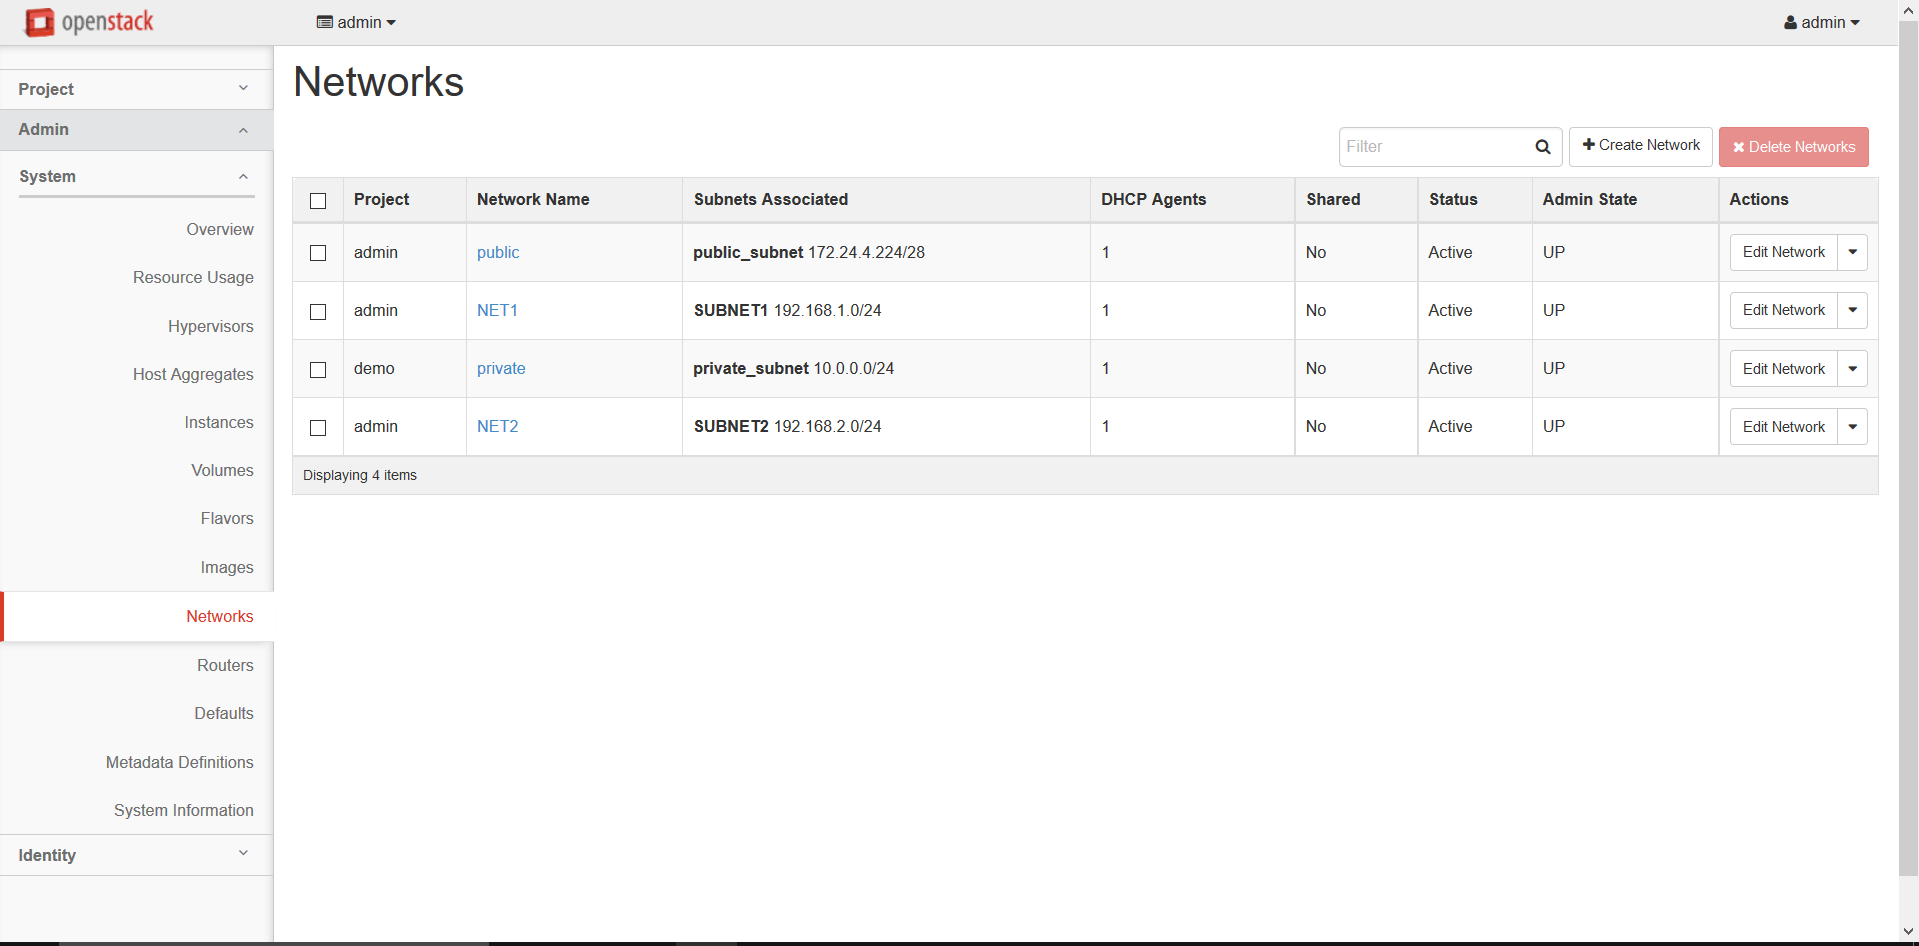 openstack admin admin
Networks
Project
Admin
System
Overview
Resource Usage
Hypervisors
Host Aggregates
Instances
Volumes
Flavors
Images
Networks
Routers
Defaults
Metadata Definitions
System Information
Identity
Filter Create Network Delete Networks
Project Network Name Subnets Associated DHCP Agents Shared Status Admin State Actions
admin public public_subnet 172.24.4.224/28 1 No Active UP Edit Network
admin NET1 SUBNET1 192.168.1.0/24 1 No Active UP Edit Network
demo private private_subnet 10.0.0.0/24 1 No Active UP Edit Network
admin NET2 SUBNET2 192.168.2.0/24 1 No Active UP Edit Network
Displaying 4 items